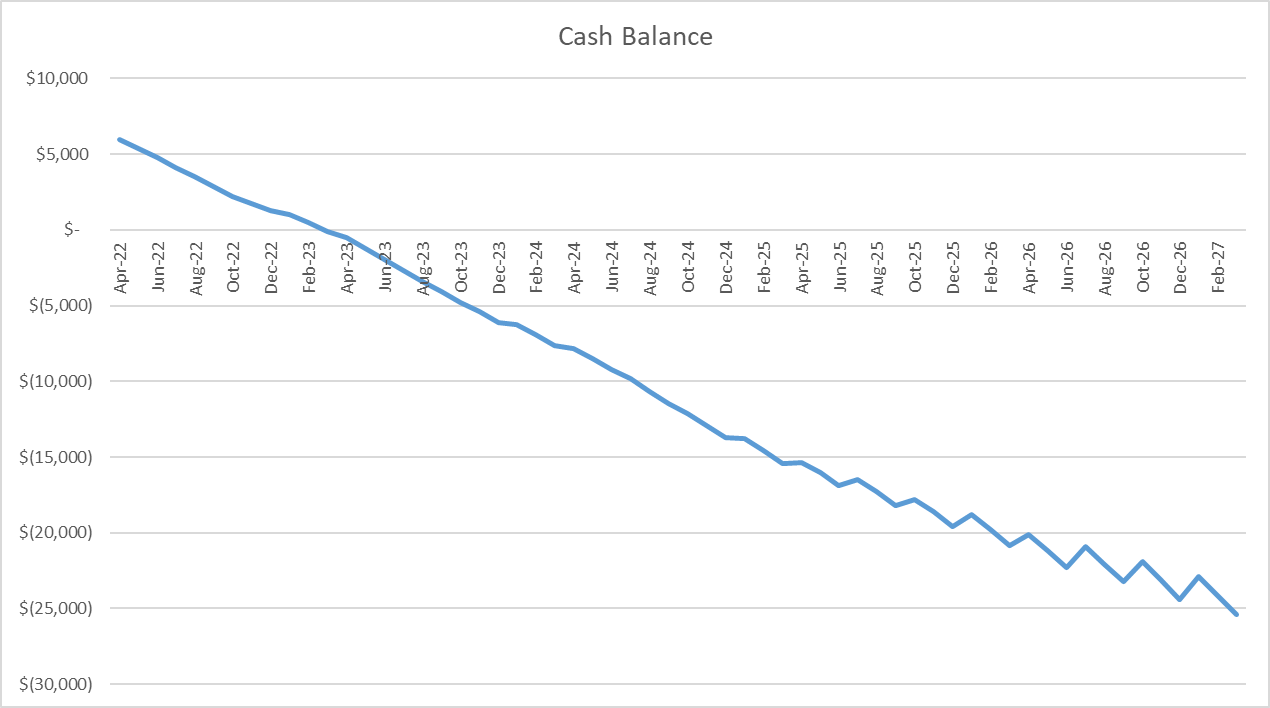 Cash Balance
$10,000
$5,000
$-
$(5,000)
$(10,000)
$(15,000)
$(20,000)
$(25,000)
$(30,000)
Apr-22
Jun-22
Aug-22
Oct-22
Dec-22
Feb-23
Apr-23
Jun-23
Aug-23
Oct-23
Dec-23
Feb-24
Apr-24
Jun-24
Aug-24
Oct-24
Dec-24
Feb-25
Apr-25
Jun-25
Aug-25
Oct-25
Dec-25
Feb-26
Apr-26
Jun-26
Aug-26
Oct-26
Dec-26
Feb-27